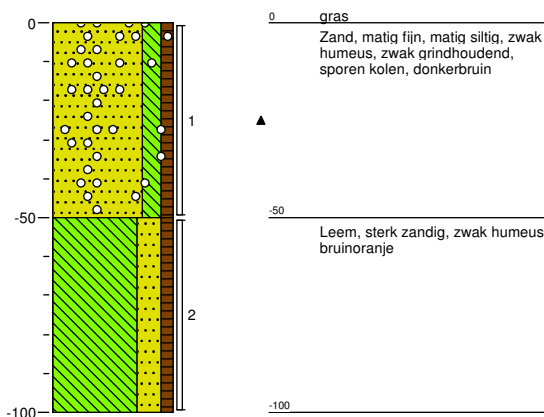 0
0
gras
Zand, matig fijn, matig siltig, zwak
humeus, zwak grindhoudend,
sporen kolen, donkerbruin
1
-50
-50
Leem, sterk zandig, zwak humeus
bruinoranje
2
-100
-100